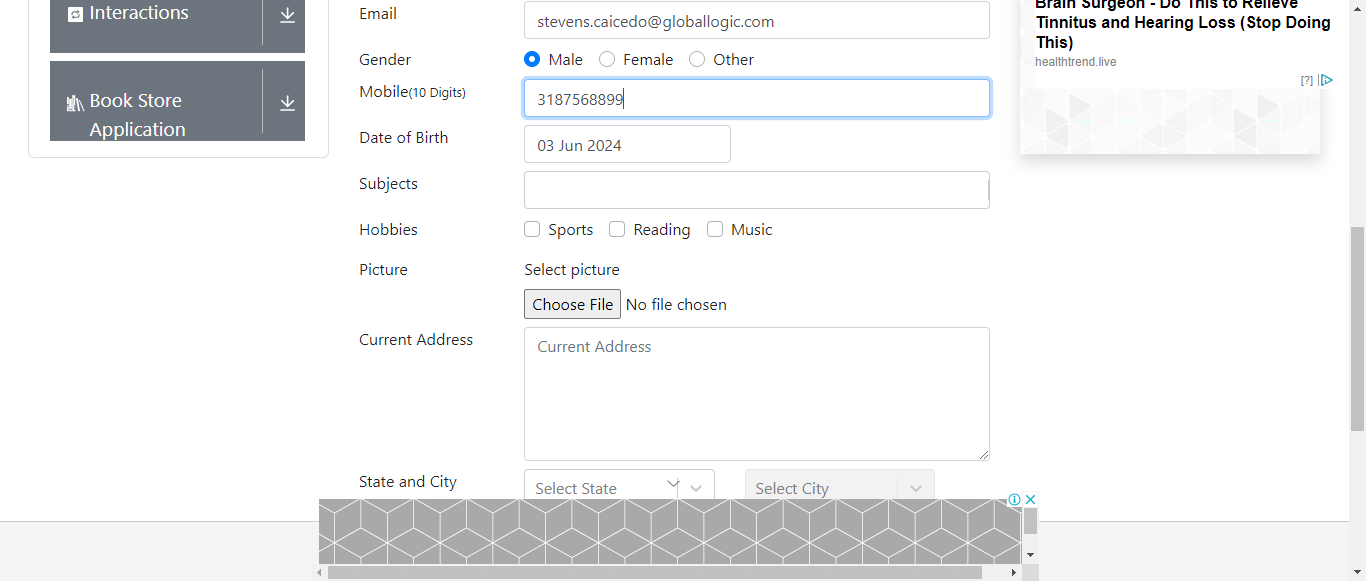 Interactions
Book Store
Application
Email
stevens.caicedo@globallogic.com
Gender
Male Female Other
Mobile(10 Digits)
3187568899
Date of Birth
03 Jun 2024
Subjects
Hobbies
Sports Reading Music
Picture
Select picture
Choose File No file chosen
Current Address
Current Address
State and City
Select State
Select City
Brain Surgeon - Do This to Relieve
Tinnitus and Hearing Loss (Stop Doing
This)
healthtrend.live
[?]